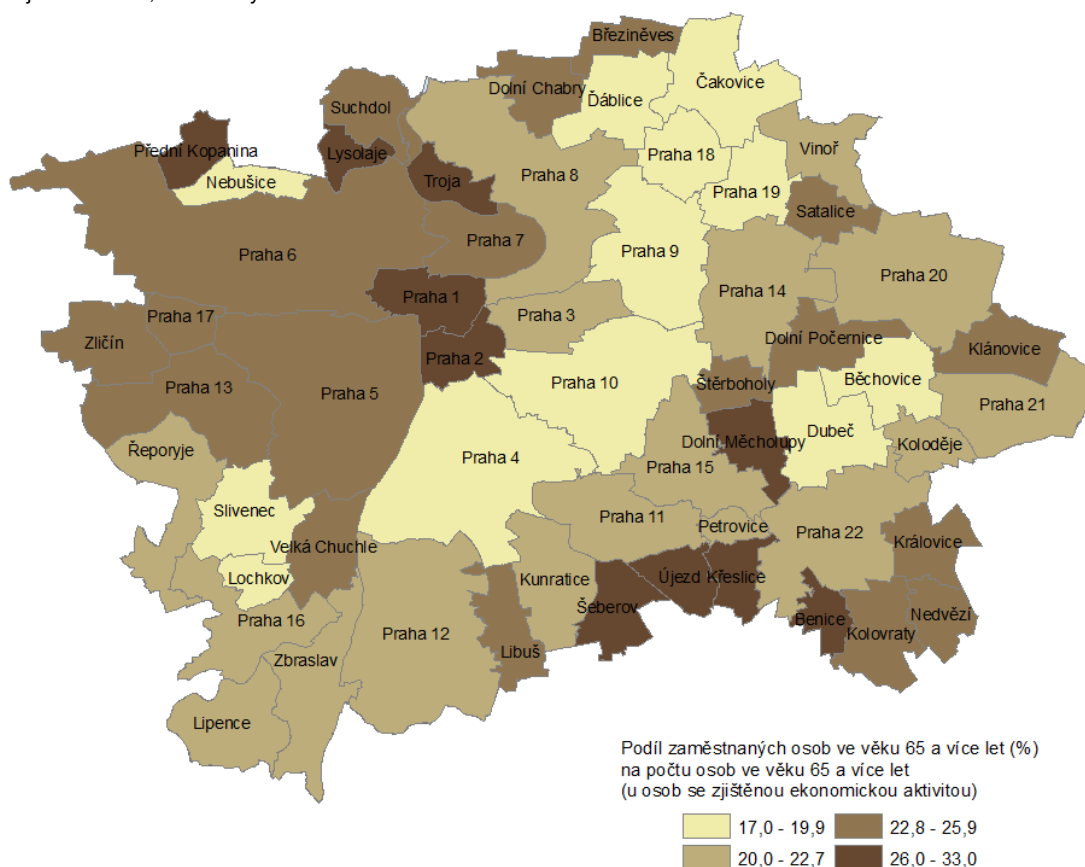 Březiněves
Dolní Chabry
Čakovice
Ďáblice
Suchdol
Přední Kopanina
Lysolaje
Praha 18
Vinoř
Nebušice
Troja
Praha 8
Praha 19
Satalice
Praha 7
Praha 6
Praha 9
Praha 20
Praha 1
Praha 14
Praha 3
Praha 17
Dolní Počernice
Zličín
Klánovice
Praha 2
Praha 13
Praha 5
Praha 10
Štěrboholy
Běchovice
Praha 21
Řeporyje
Praha 4
Dolní Měcholupy
Dubeč
Koloděje
Praha 15
Slivenec
Praha 11
Petrovice
Praha 22
Velká Chuchle
Královice
Lochkov
Kunratice
Újezd
Křeslice
Šeberov
Praha 16
Praha 12
Benice
Nedvězí
Kolovraty
Libuš
Zbraslav
Lipence
Podíl zaměstnaných osob ve věku 65 a více let (%)
na počtu osob ve věku 65 a více let
(u osob se zjištěnou ekonomickou aktivitou)
17,0 - 19,9
22,8 - 25,9
20,0 - 22,7
26,0 - 33,0